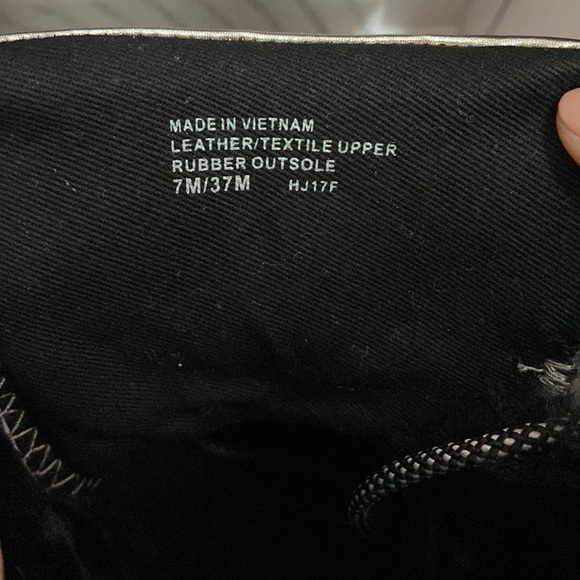 MADE IN VIETNAM
LEATHER/TEXTILE UPPER
RUBBER OUTSOLE
7M/37M HJ17F